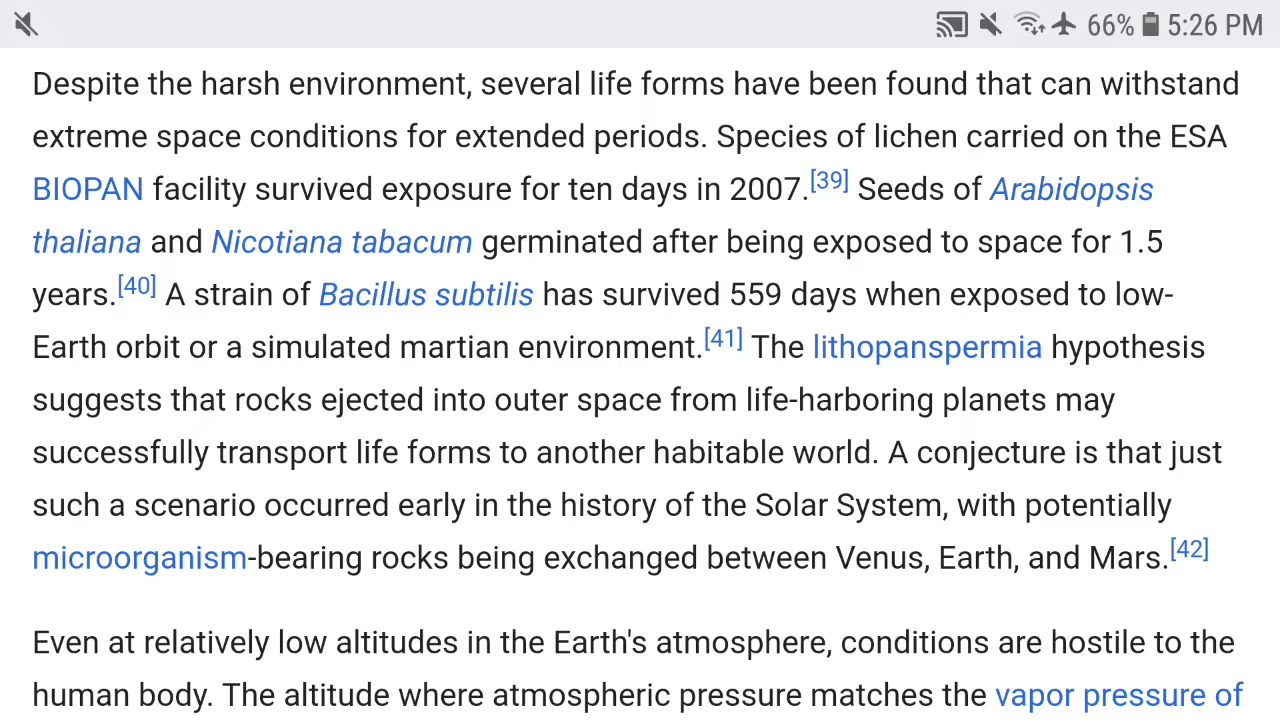 66% 5:26 PM
Despite the harsh environment, several life forms have been found that can withstand
extreme space conditions for extended periods. Species of lichen carried on the ESA
BIOPAN facility survived exposure for ten days in 2007.[39] Seeds of Arabidopsis
thaliana and Nicotiana tabacum germinated after being exposed to space for 1.5
years.[40] A strain of Bacillus subtilis has survived 559 days when exposed to low-
Earth orbit or a simulated martian environment.[41] The lithopanspermia hypothesis
suggests that rocks ejected into outer space from life-harboring planets may
successfully transport life forms to another habitable world. A conjecture is that just
such a scenario occurred early in the history of the Solar System, with potentially
microorganism-bearing rocks being exchanged between Venus, Earth, and Mars.[42]
Even at relatively low altitudes in the Earth's atmosphere, conditions are hostile to the
human body. The altitude where atmospheric pressure matches the vapor pressure of